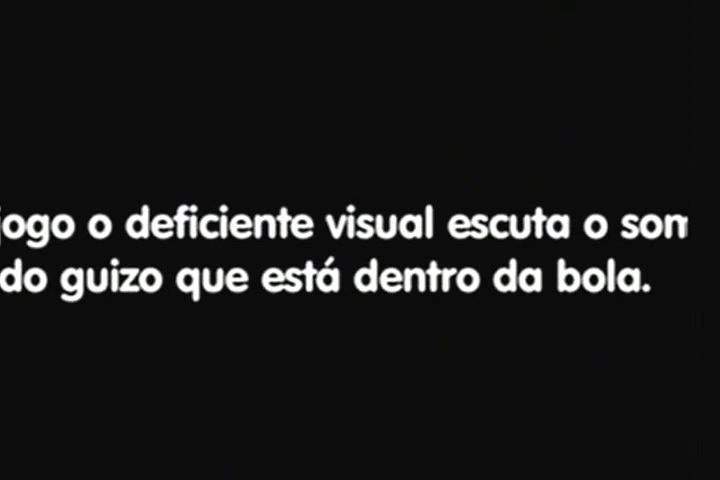 jogo o deficiente visual escuta o som
do guizo que está dentro da bola.